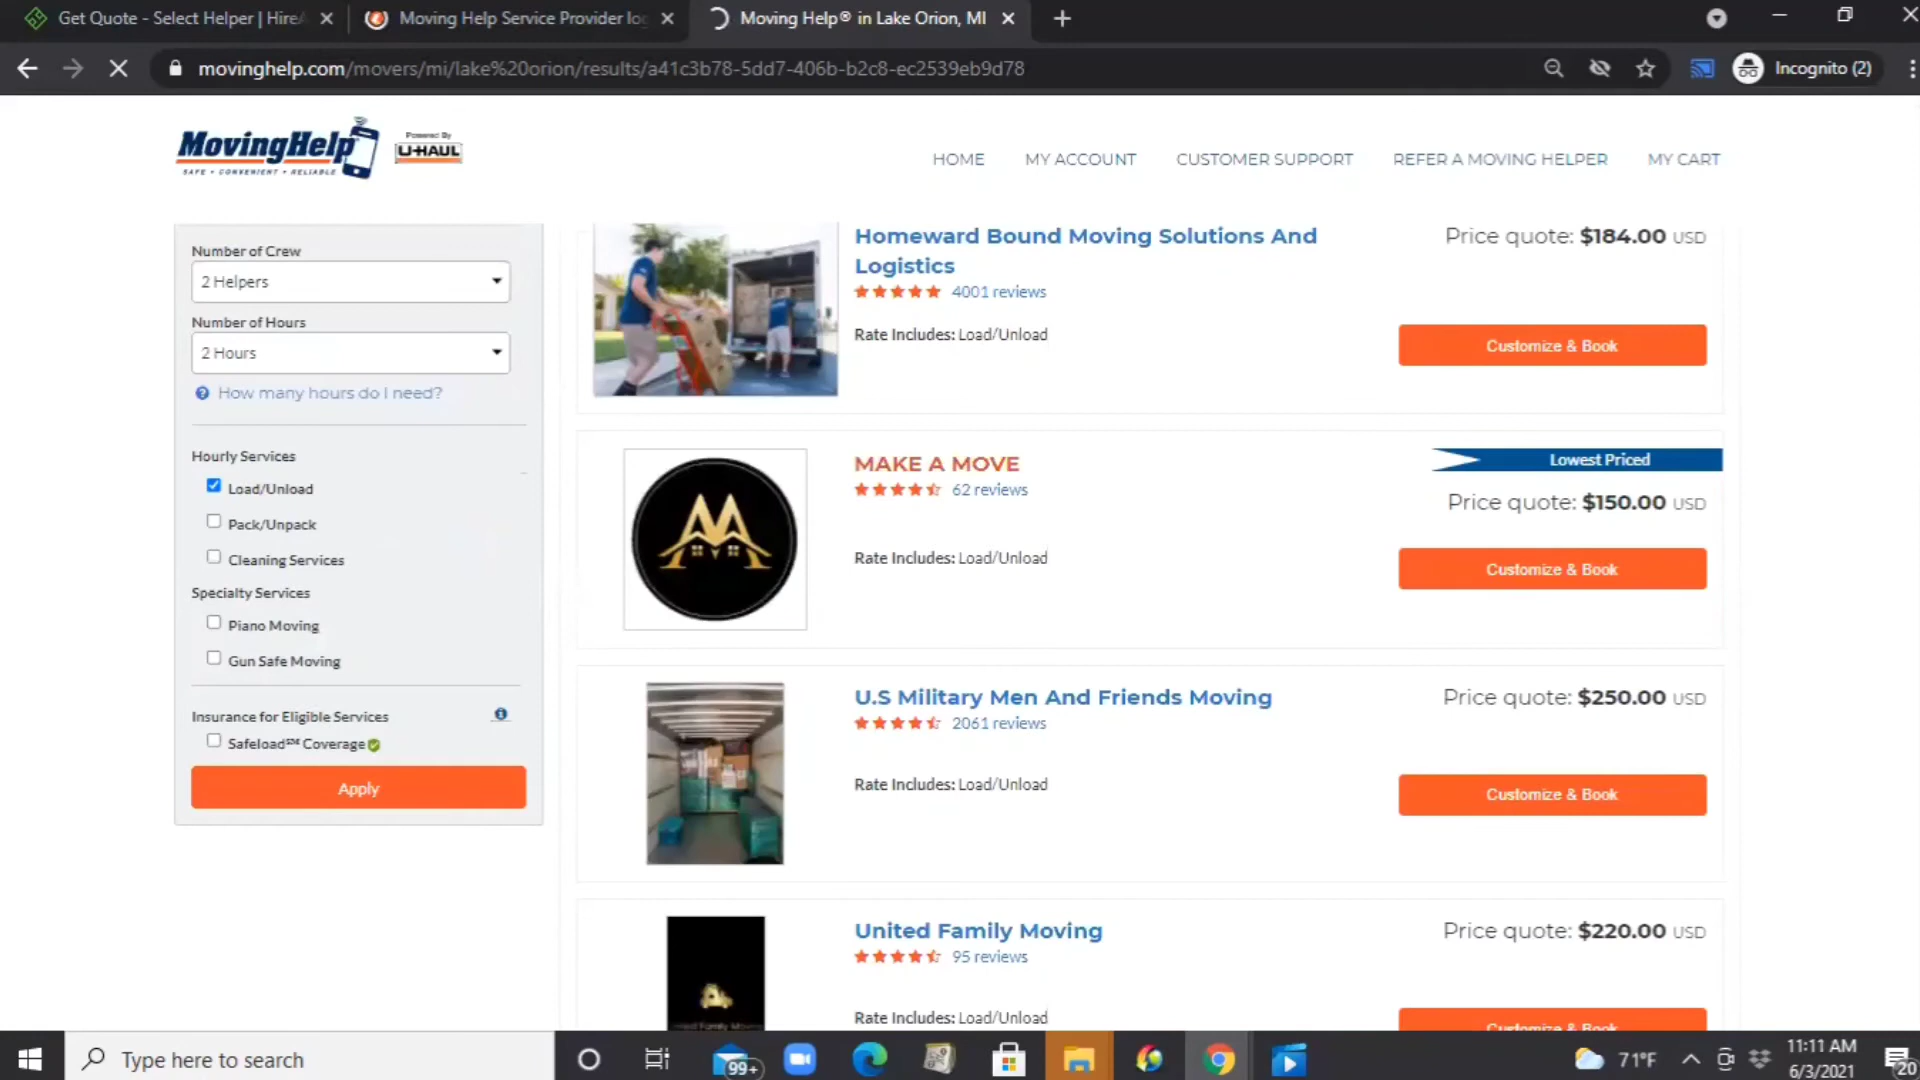 Get Quote - Select Helper | HireA
Moving Help Service Provider log
Moving Help® in Lake Orion, MI
movinghelp.com/movers/mi/lake%20orion/results/a41c3b78-5dd7-406b-b2c8-ec2539eb9d78
Incognito (2)
MovingHelp
SAFE • CONVENIENT • RELIABLE
Powered By
U-HAUL
HOME
MY ACCOUNT
CUSTOMER SUPPORT
REFER A MOVING HELPER
MY CART
Number of Crew
2 Helpers
Number of Hours
2 Hours
How many hours do I need?
Hourly Services
Load/Unload
Pack/Unpack
Cleaning Services
Specialty Services
Piano Moving
Gun Safe Moving
Insurance for Eligible Services
Safeload℠ Coverage
Apply
Homeward Bound Moving Solutions And
Logistics
4001 reviews
Rate Includes: Load/Unload
Price quote: $184.00 USD
Customize & Book
MAKE A MOVE
62 reviews
Rate Includes: Load/Unload
Lowest Priced
Price quote: $150.00 USD
Customize & Book
U.S Military Men And Friends Moving
2061 reviews
Rate Includes: Load/Unload
Price quote: $250.00 USD
Customize & Book
United Family Moving
95 reviews
Rate Includes: Load/Unload
Price quote: $220.00 USD
Customize & Book
United Family Moving
Type here to search
99+
71°F
11:11 AM
6/3/2021
20